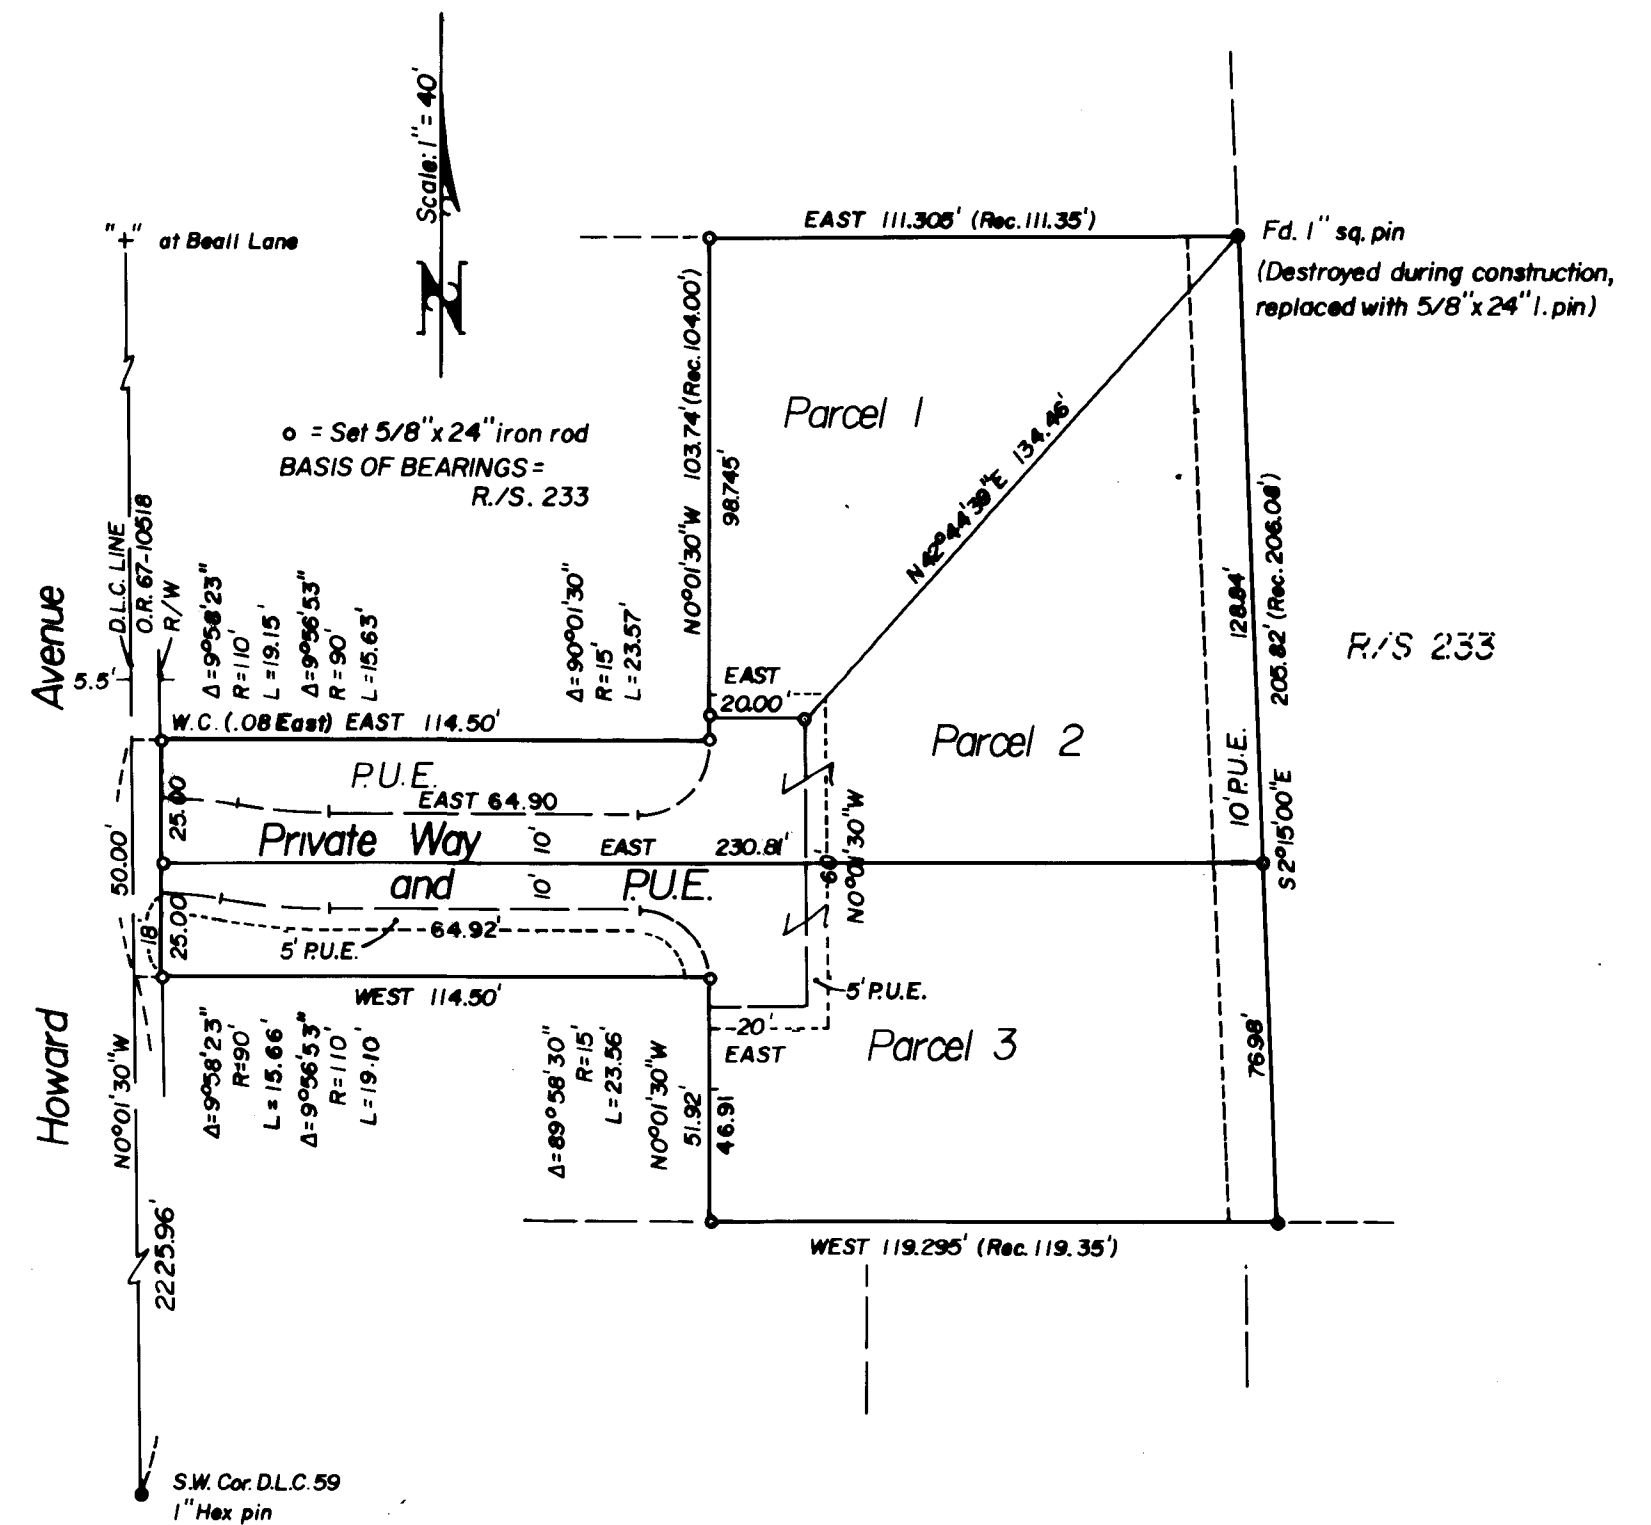 Scale: 1" = 40'
N
"+" at Beall Lane
EAST 111.305' (Rec. 111.35')
Fd. 1" sq. pin
(Destroyed during construction,
replaced with 5/8"x 24" I. pin)
= Set 5/8"x 24" iron rod
BASIS OF BEARINGS =
R./S. 233
N0°01'30"W 103.74' (Rec. 104.00')
98.745'
Parcel 1
N42°44'39"E 134.46'
128.84'
205.82' (Rec. 206.08')
R/S 233
Avenue
D.L.C. LINE
O.R. 67-10518
R/W
5.5'
Δ=9°58'23"
R=110'
L=19.15'
Δ=9°56'53"
R=90'
L=15.63'
Δ=90°01'30"
R=15'
L=23.57'
EAST
20.00'
W.C. (.08 East) EAST 114.50'
Parcel 2
10' P.U.E.
S2°15'00"E
P.U.E.
EAST 64.90
25.00
50.00'
Private Way
10'
EAST 230.81'
60'
N0°01'30"W
and
10'
P.U.E.
25.00
18'
64.92'
5' P.U.E.
WEST 114.50'
5' P.U.E.
20'
EAST
Parcel 3
76.98'
Howard
N0°01'30"W
Δ=9°58'23"
R=90'
L=15.66'
Δ=9°56'53"
R=110'
L=19.10'
Δ=89°58'30"
R=15'
L=23.56'
N0°01'30"W
51.92'
46.91
2225.96'
WEST 119.295' (Rec. 119.35')
S.W. Cor. D.L.C. 59
1" Hex pin